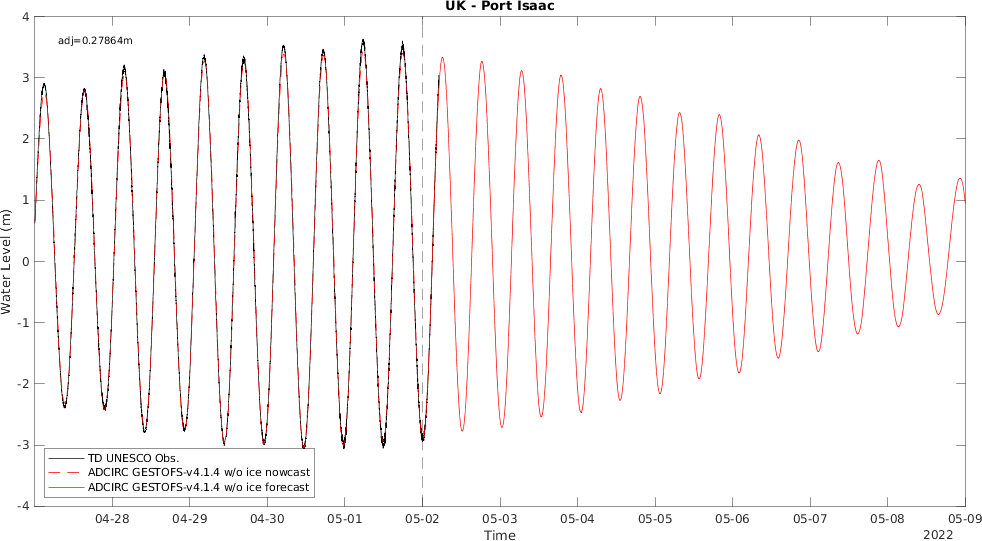 UK - Port Isaac
adj=0.27864m
4
3
2
1
0
-1
-2
-3
-4
Water Level (m)
TD UNESCO Obs.
ADCIRC GESTOFS-v4.1.4 w/o ice nowcast
ADCIRC GESTOFS-v4.1.4 w/o ice forecast
04-28 04-29 04-30 05-01 05-02 05-03 05-04 05-05 05-06 05-07 05-08 05-09
Time
2022